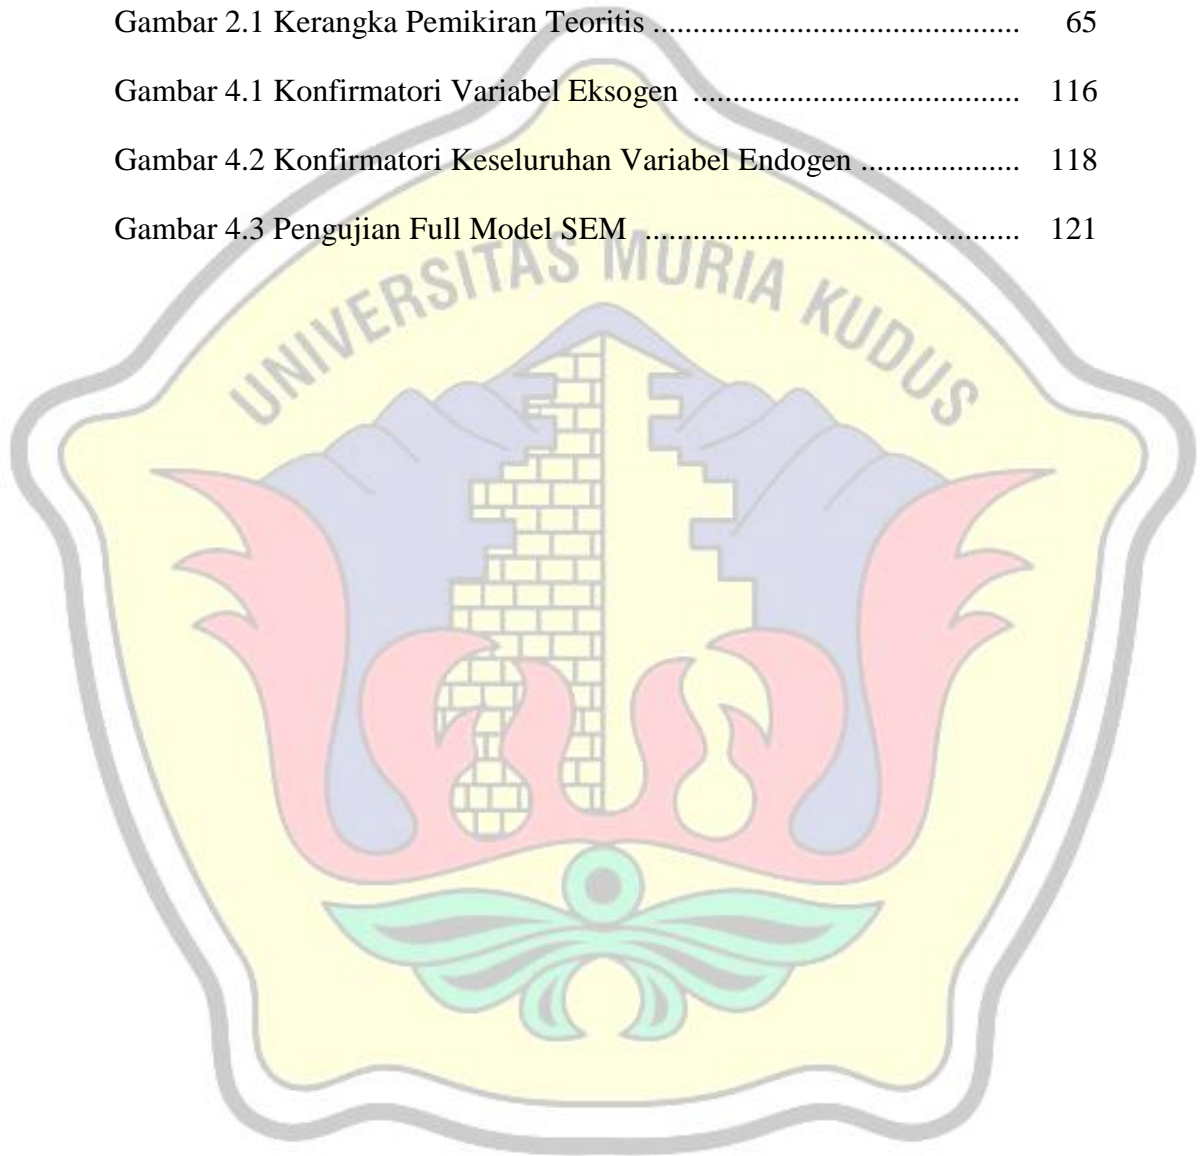 Gambar 2.1 Kerangka Pemikiran Teoritis .............................................. 65
Gambar 4.1 Konfirmatori Variabel Eksogen ......................................... 116
Gambar 4.2 Konfirmatori Keseluruhan Variabel Endogen .................... 118
Gambar 4.3 Pengujian Full Model SEM ............................................... 121
UNIVERSITAS MURIA KUDUS